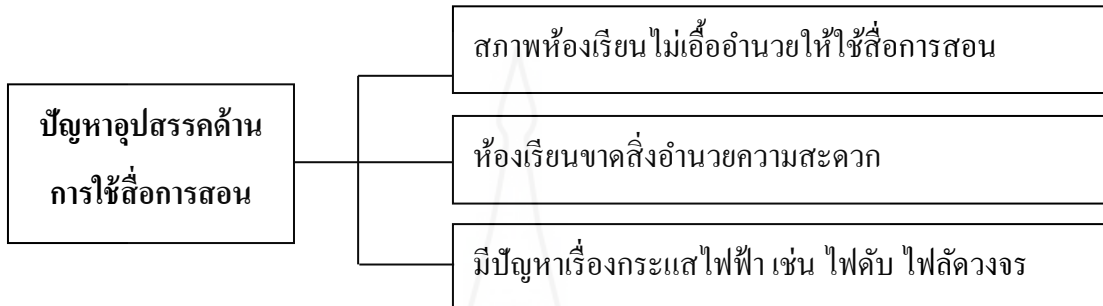 สภาพห้องเรียนไม่เอื้ออำนวยให้ใช้สื่อการสอน
ปัญหาอุปสรรคด้าน
การใช้สื่อการสอน
ห้องเรียนขาดสิ่งอำนวยความสะดวก
มีปัญหาเรื่องกระแสไฟฟ้า เช่น ไฟดับ ไฟลัดวงจร